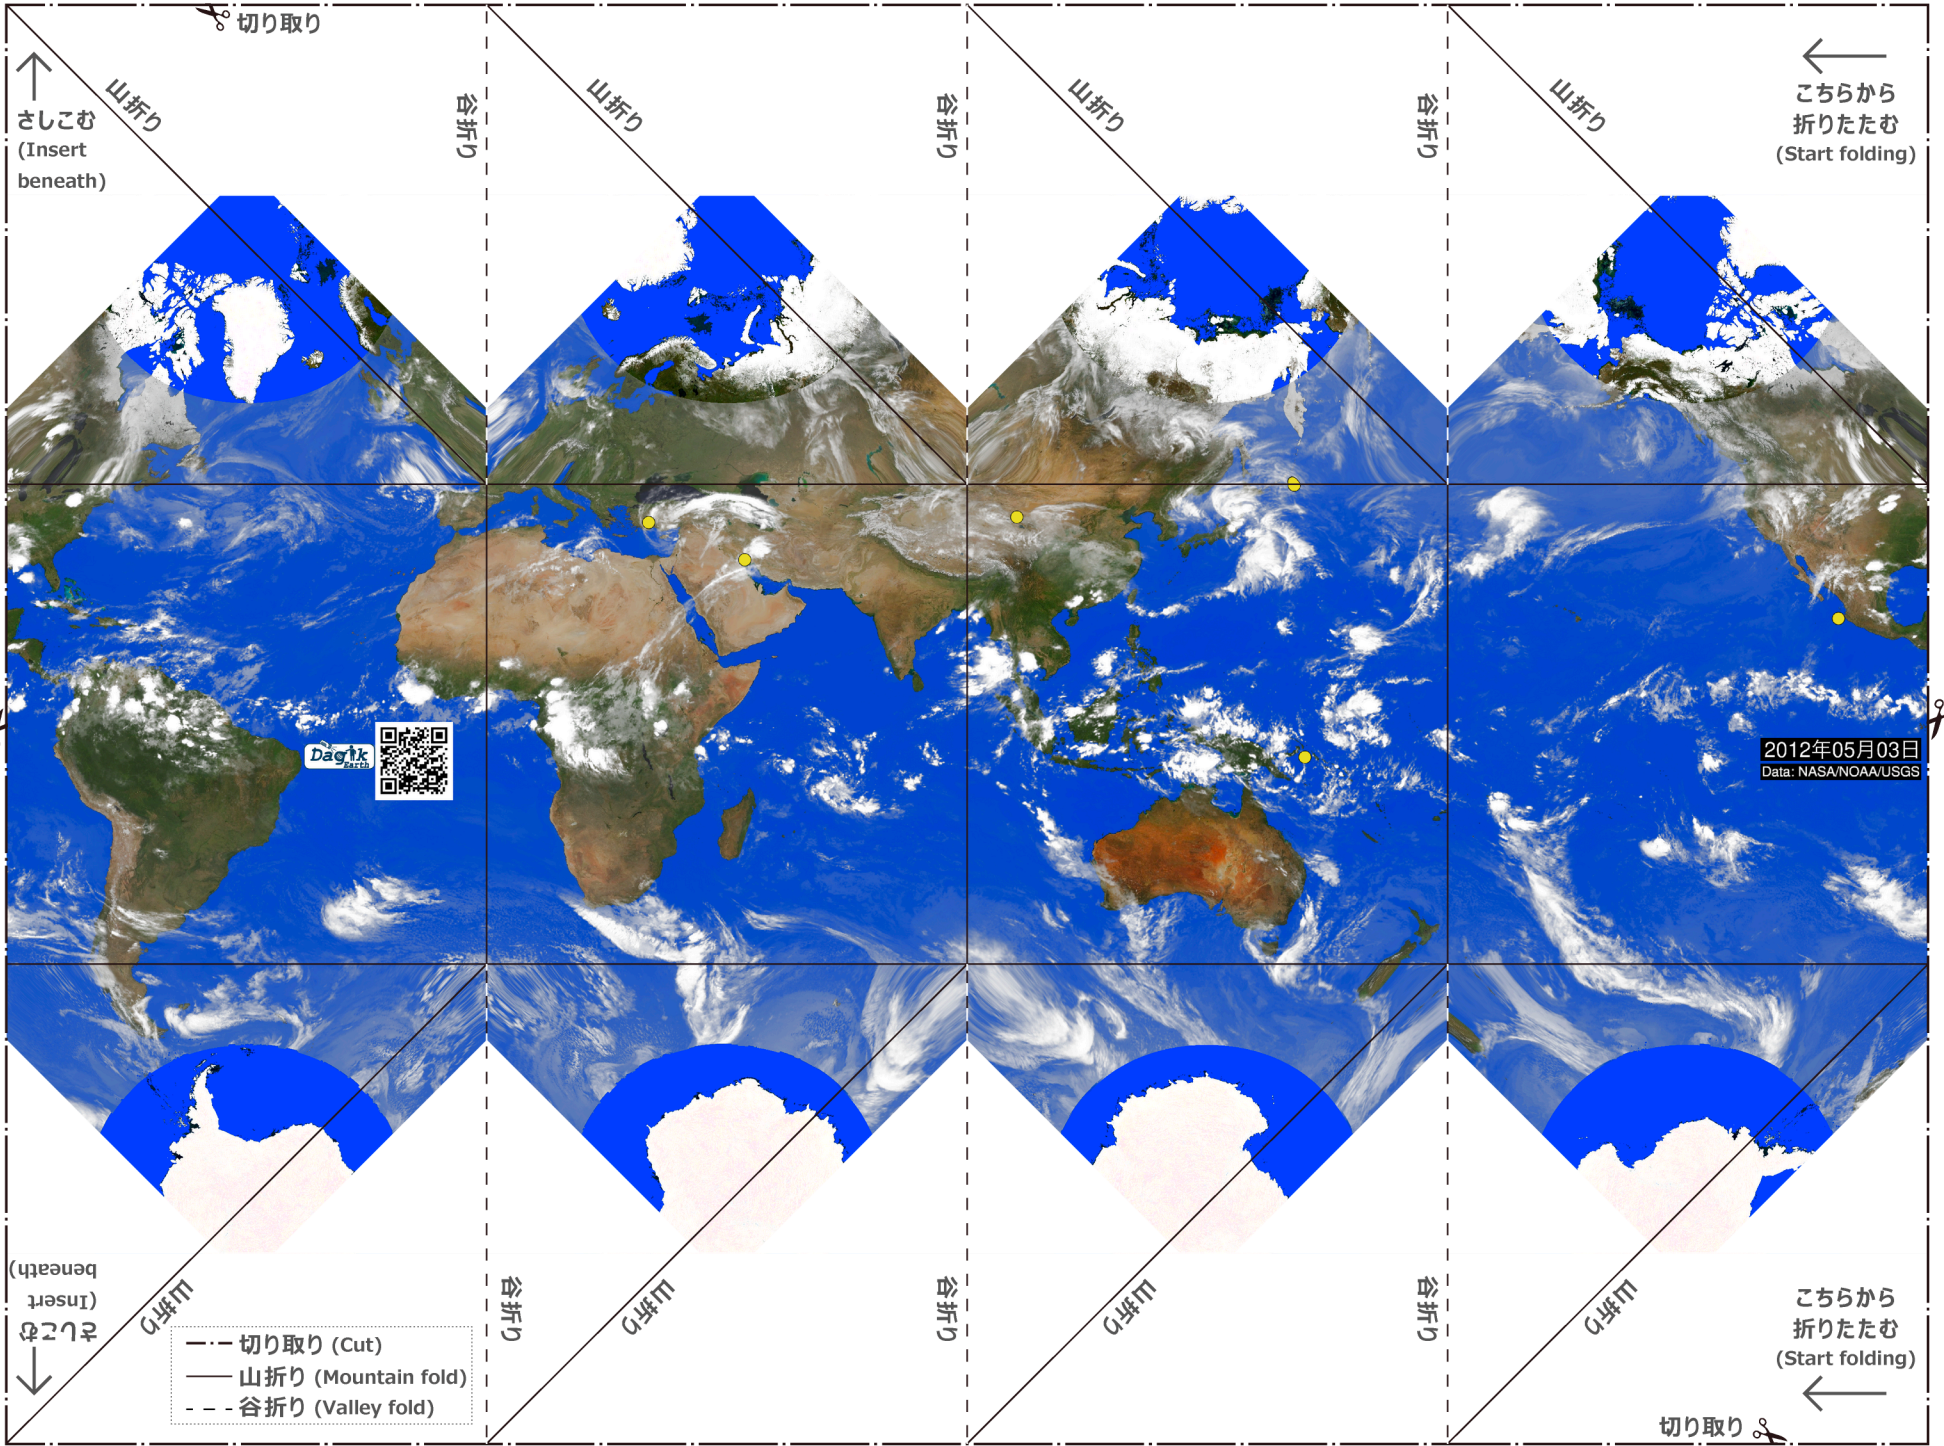 切り取り
山折り
谷折り
山折り
谷折り
山折り
谷折り
山折り
さしこむ
(Insert
beneath)
こちらから
折りたたむ
(Start folding)
Dagik
Earth
2012年05月03日
Data: NASA/NOAA/USGS
さしこむ
(Insert
beneath)
山折り
谷折り
山折り
谷折り
山折り
谷折り
山折り
切り取り (Cut)
山折り (Mountain fold)
谷折り (Valley fold)
こちらから
折りたたむ
(Start folding)
切り取り